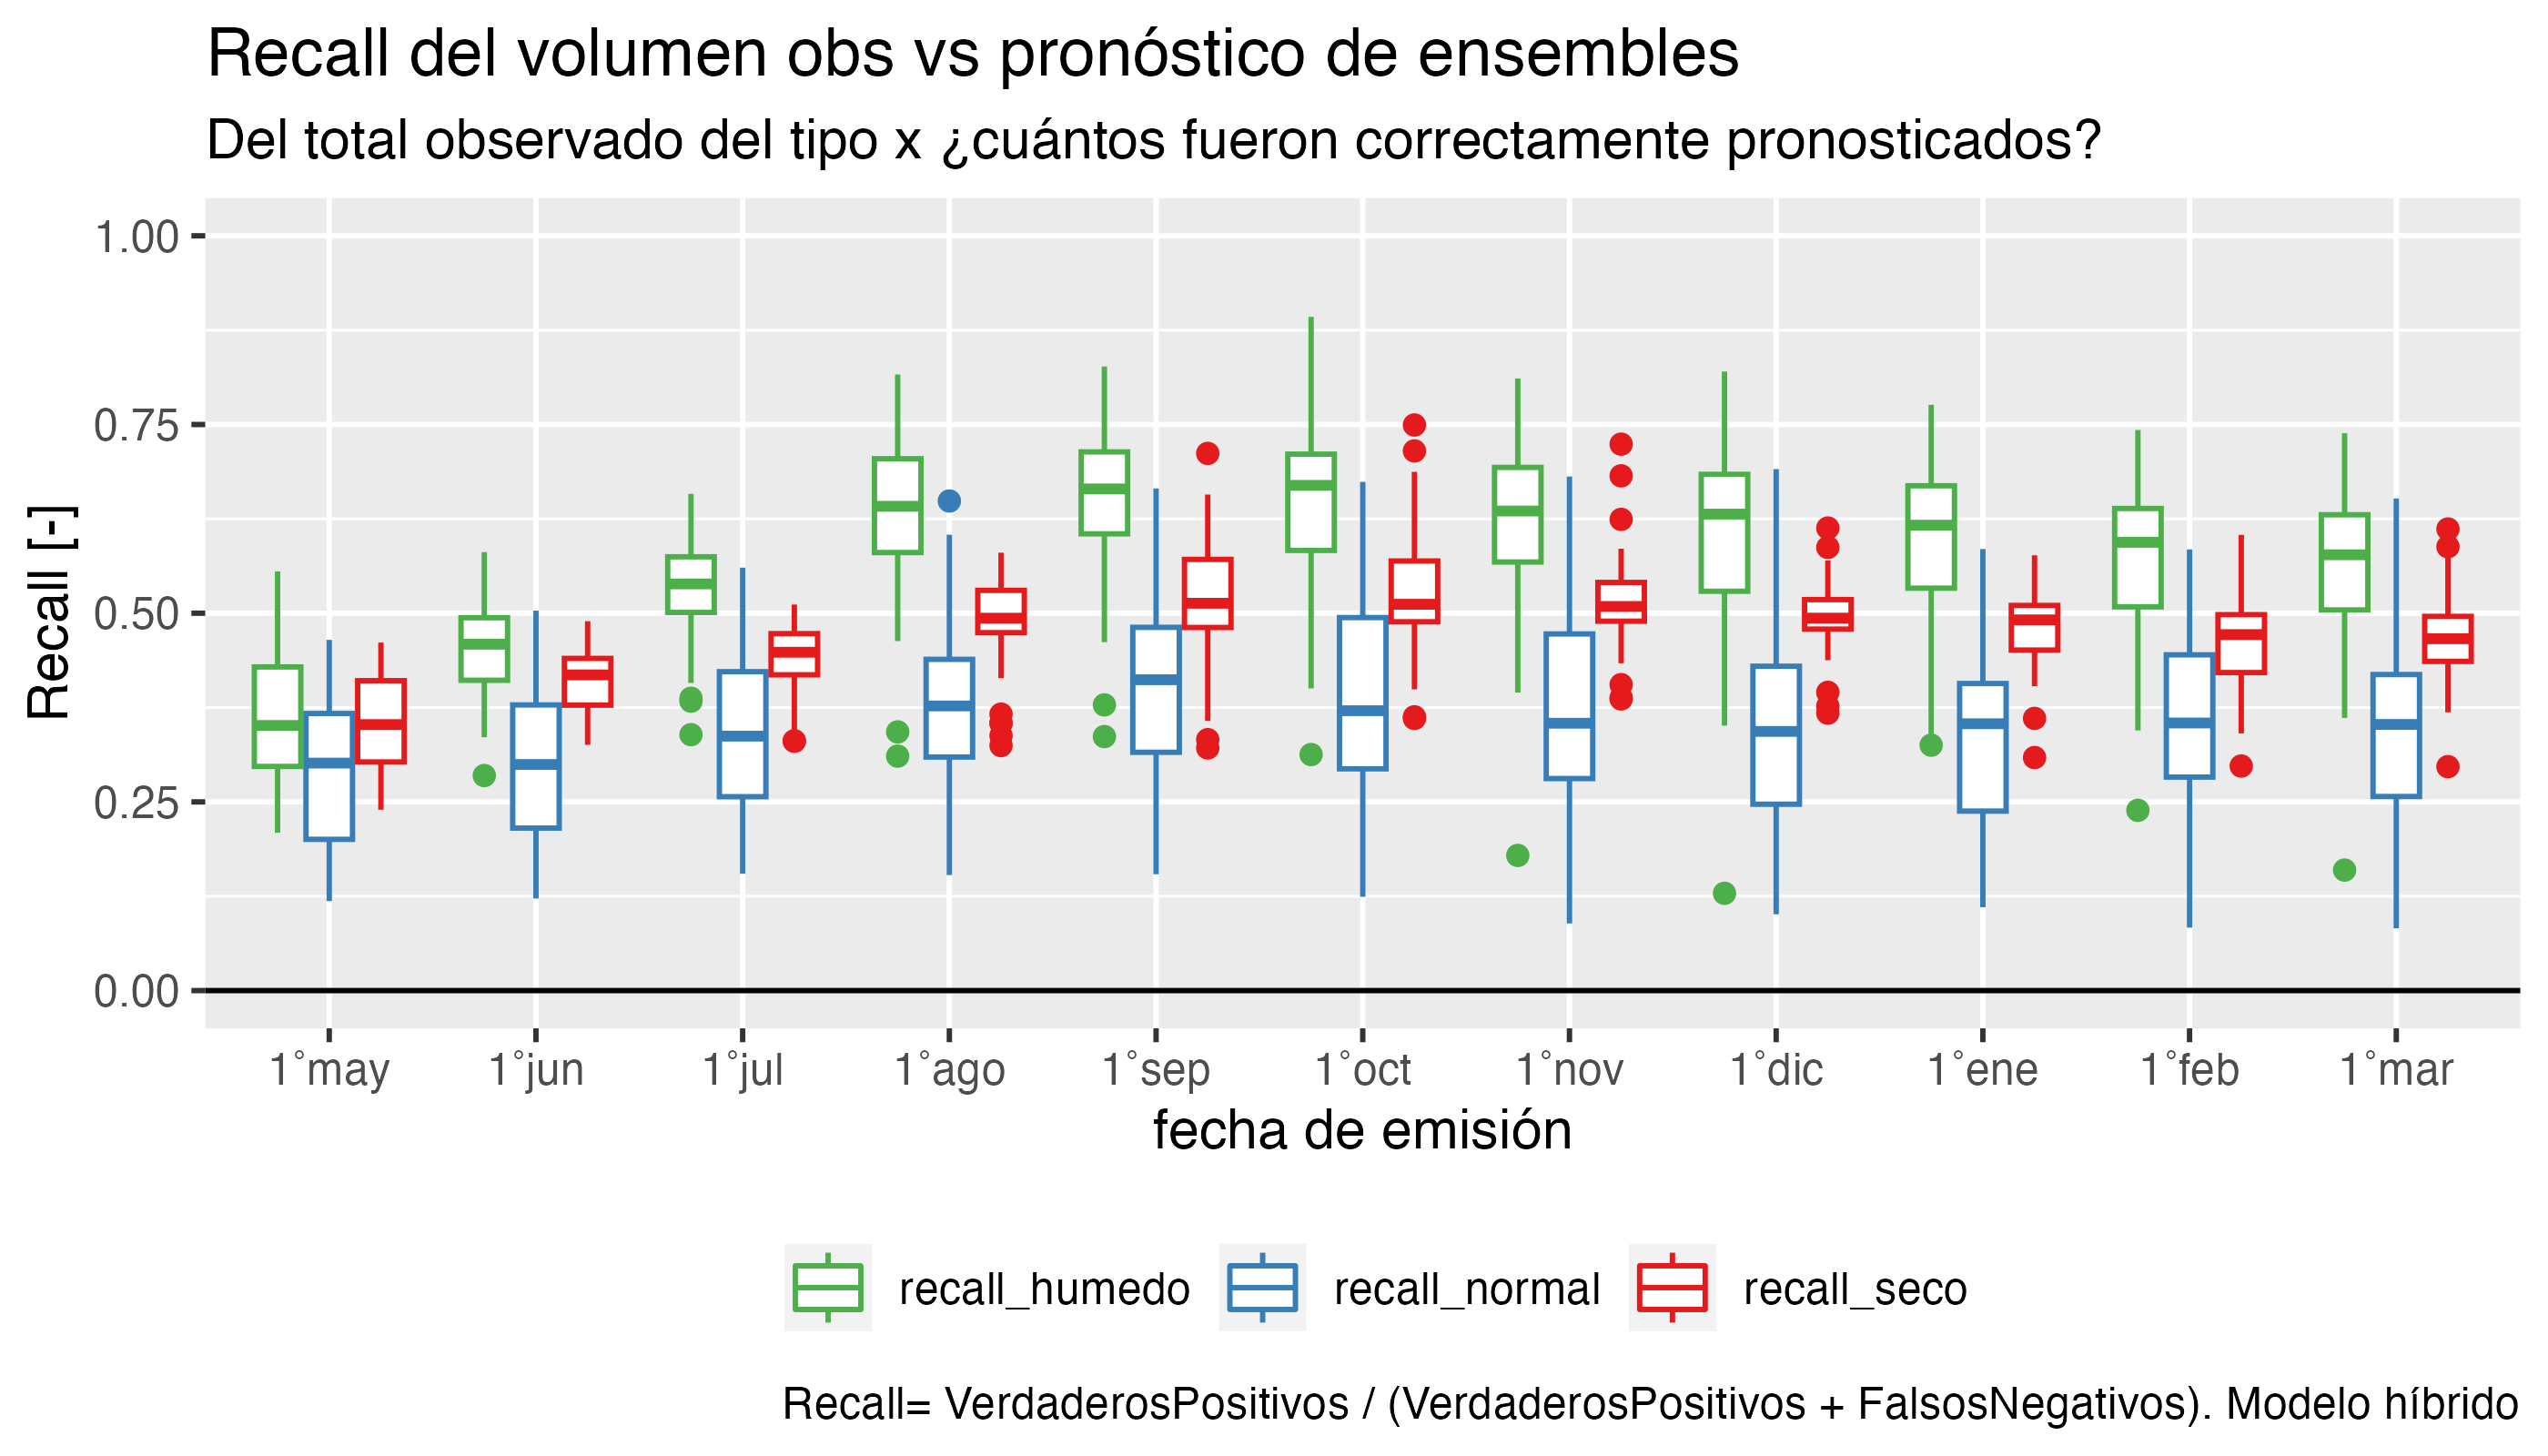 Recall del volumen obs vs pronóstico de ensembles
Del total observado del tipo x ¿cuántos fueron correctamente pronosticados?
Recall [-]
1.00
0.75
0.50
0.25
0.00
1°may 1°jun 1°jul 1°ago 1°sep 1°oct 1°nov 1°dic 1°ene 1°feb 1°mar
fecha de emisión
recall_humedo recall_normal recall_seco
Recall= VerdaderosPositivos / (VerdaderosPositivos + FalsosNegativos). Modelo híbrido